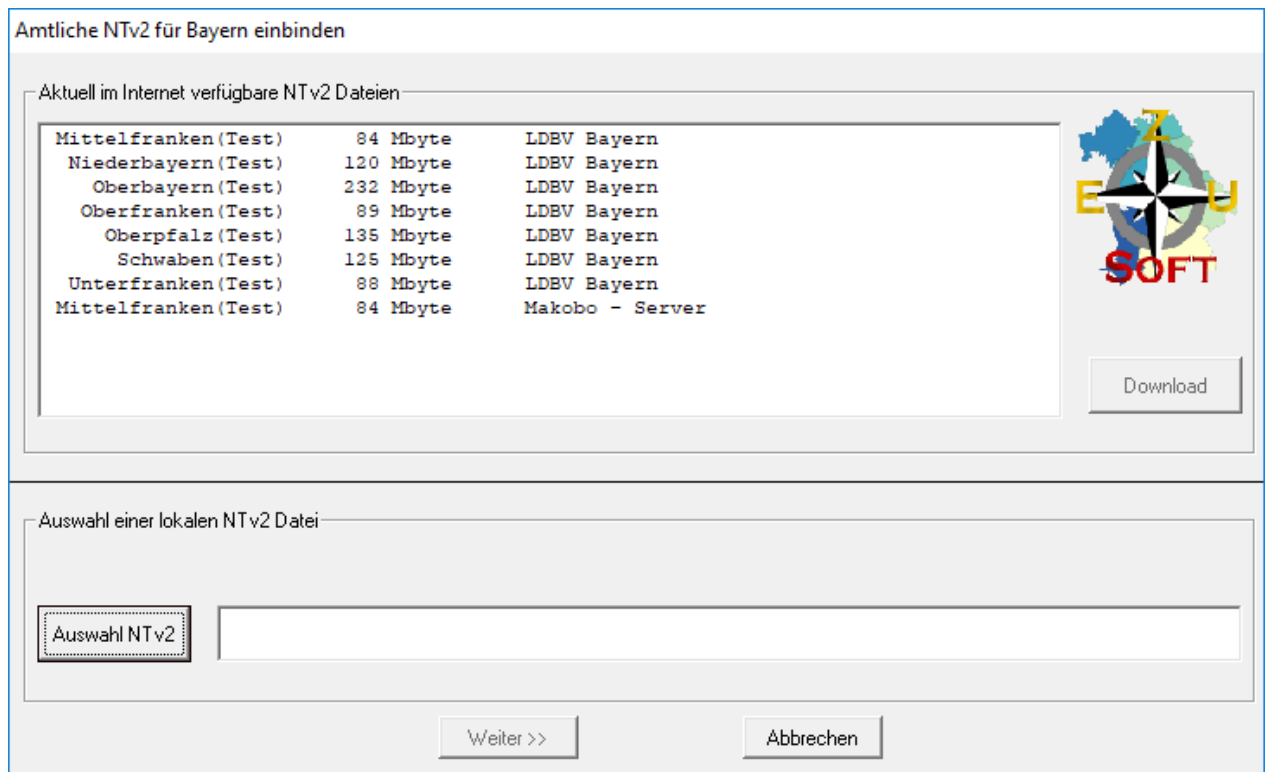 Amtliche NTv2 für Bayern einbinden
Aktuell im Internet verfügbare NTv2 Dateien
Mittelfranken(Test) 84 Mbyte LDBV Bayern
Niederbayern(Test) 120 Mbyte LDBV Bayern
Oberbayern(Test) 232 Mbyte LDBV Bayern
Oberfranken(Test) 89 Mbyte LDBV Bayern
Oberpfalz(Test) 135 Mbyte LDBV Bayern
Schwaben(Test) 125 Mbyte LDBV Bayern
Unterfranken(Test) 88 Mbyte LDBV Bayern
Mittelfranken(Test) 84 Mbyte Makobo - Server
Z
E U
SOFT
Download
Auswahl einer lokalen NTv2 Datei
Auswahl NTv2
Weiter >> Abbrechen